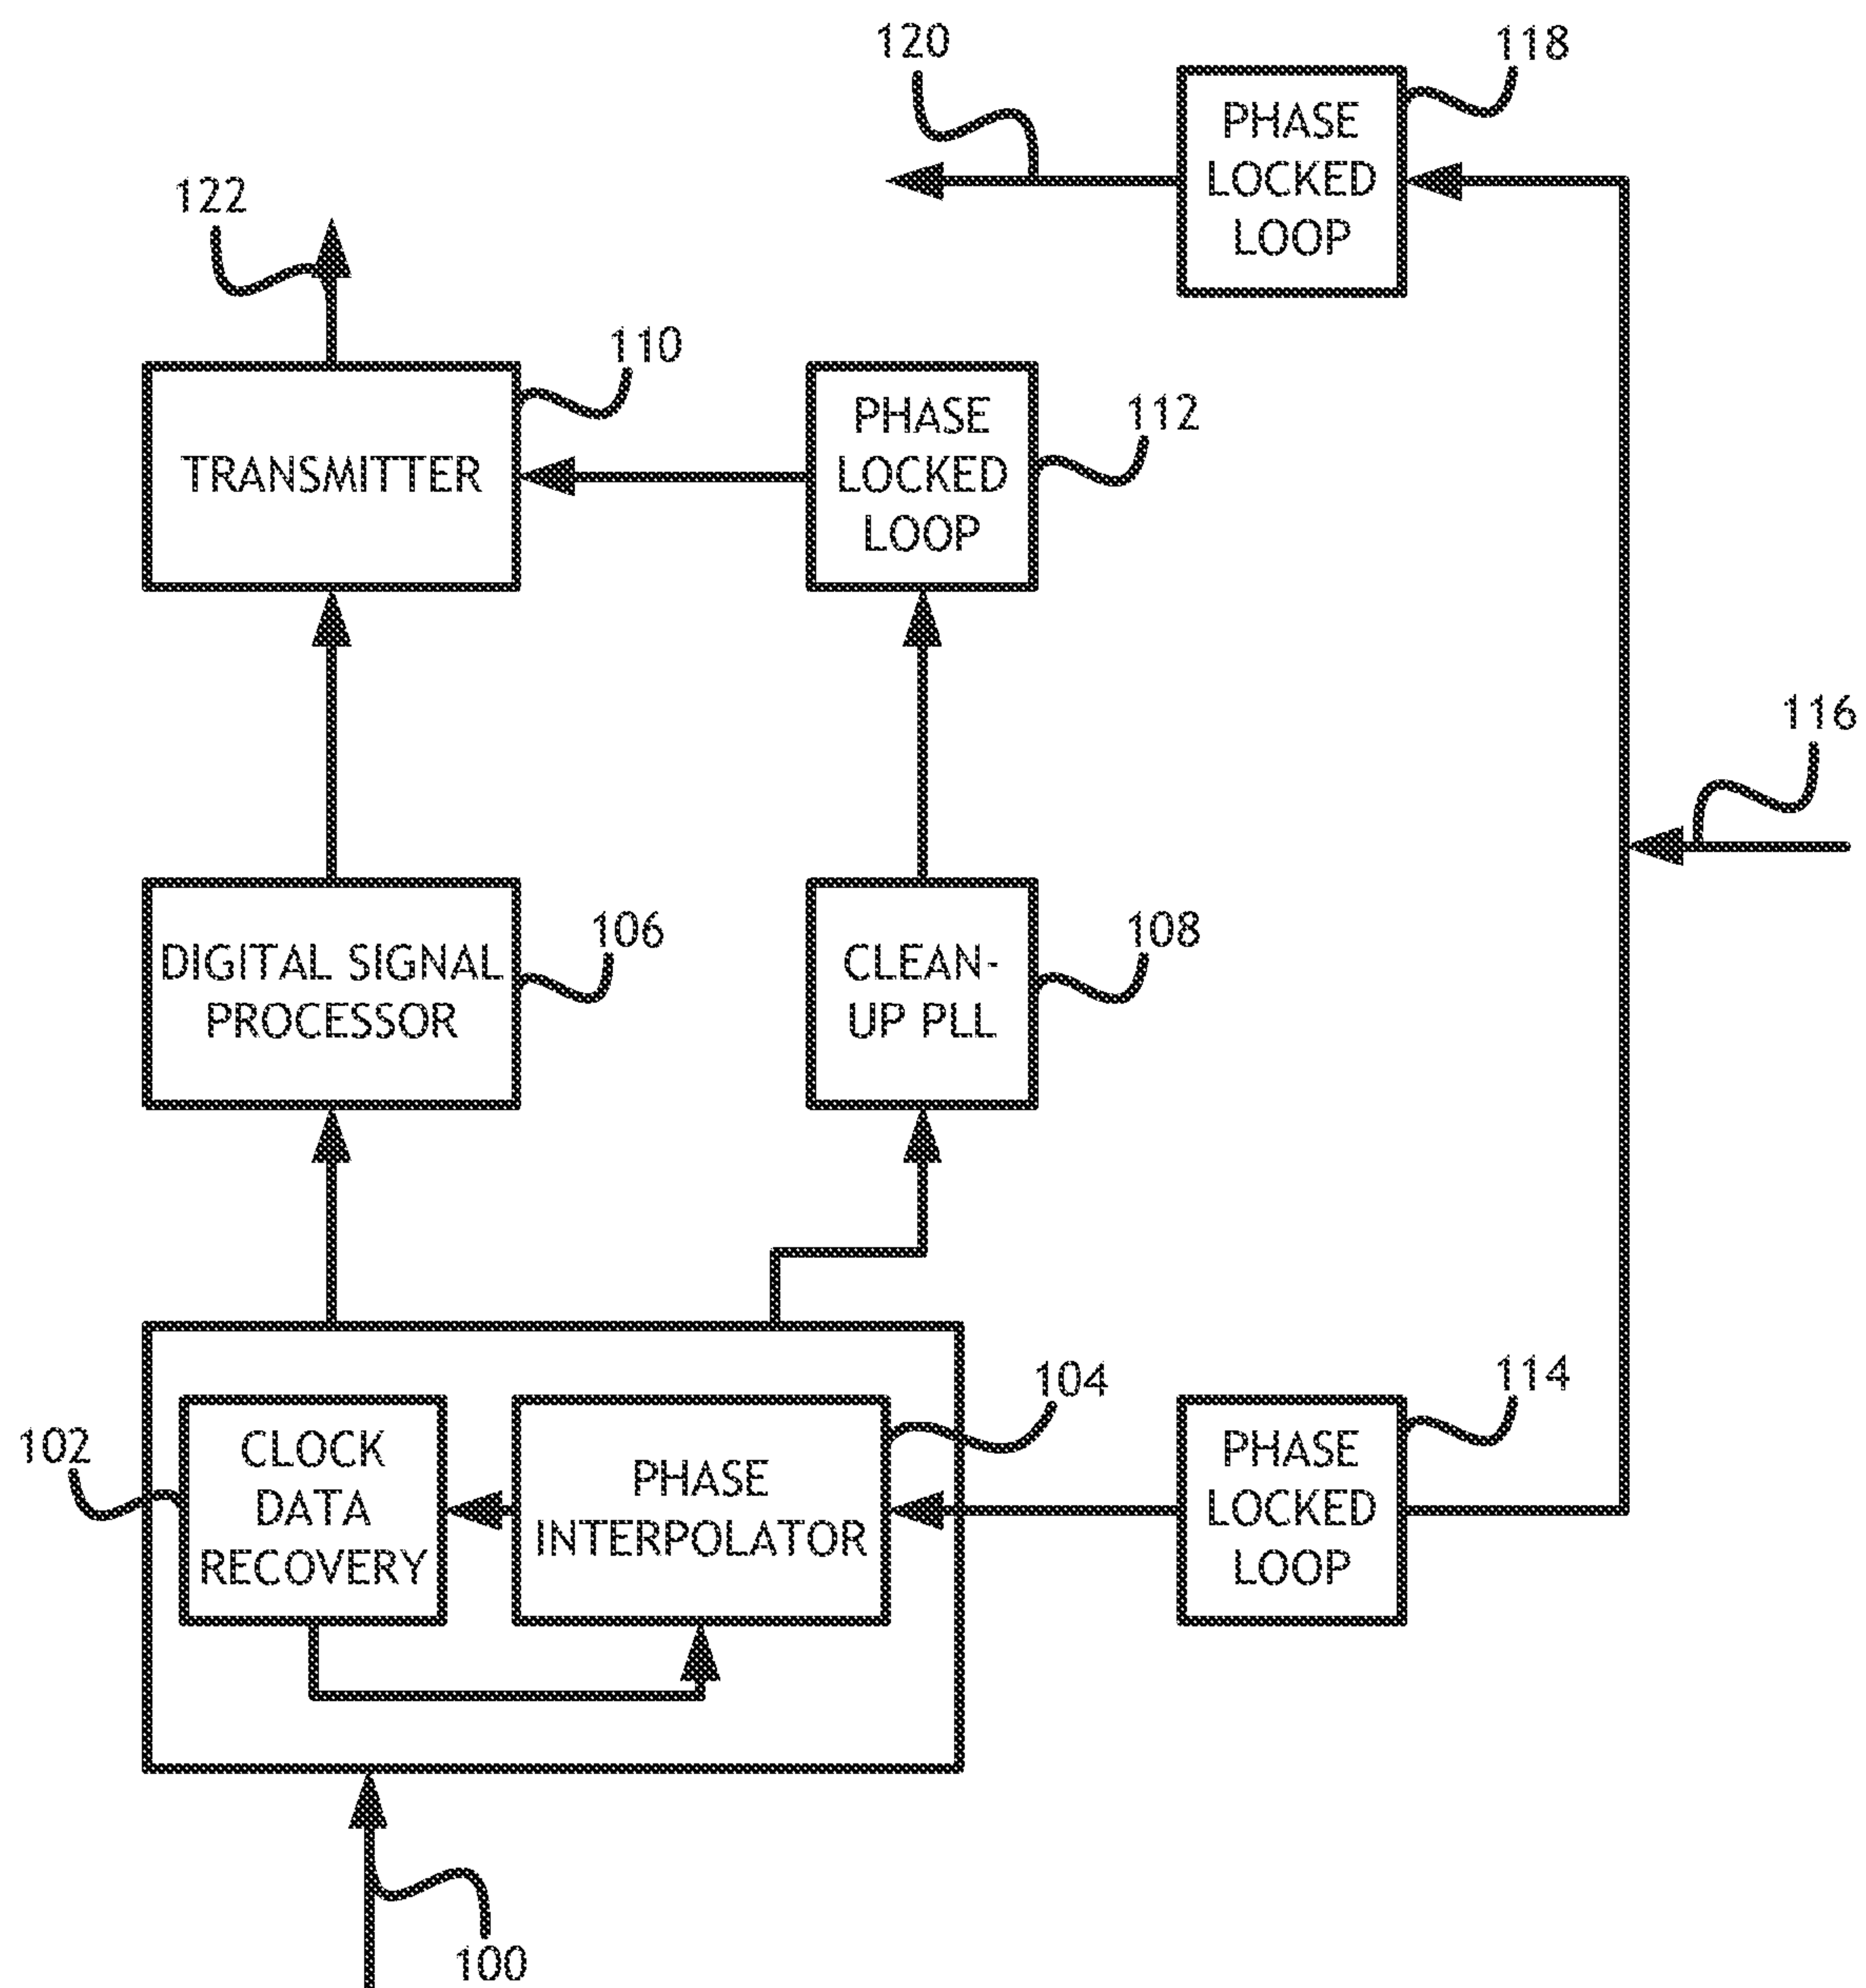 120
118
PHASE
LOCKED
LOOP
122
110
TRANSMITTER
PHASE
LOCKED
LOOP
112
116
DIGITAL SIGNAL
PROCESSOR
106
CLEAN-
UP PLL
108
102
CLOCK
DATA
RECOVERY
PHASE
INTERPOLATOR
104
PHASE
LOCKED
LOOP
114
100